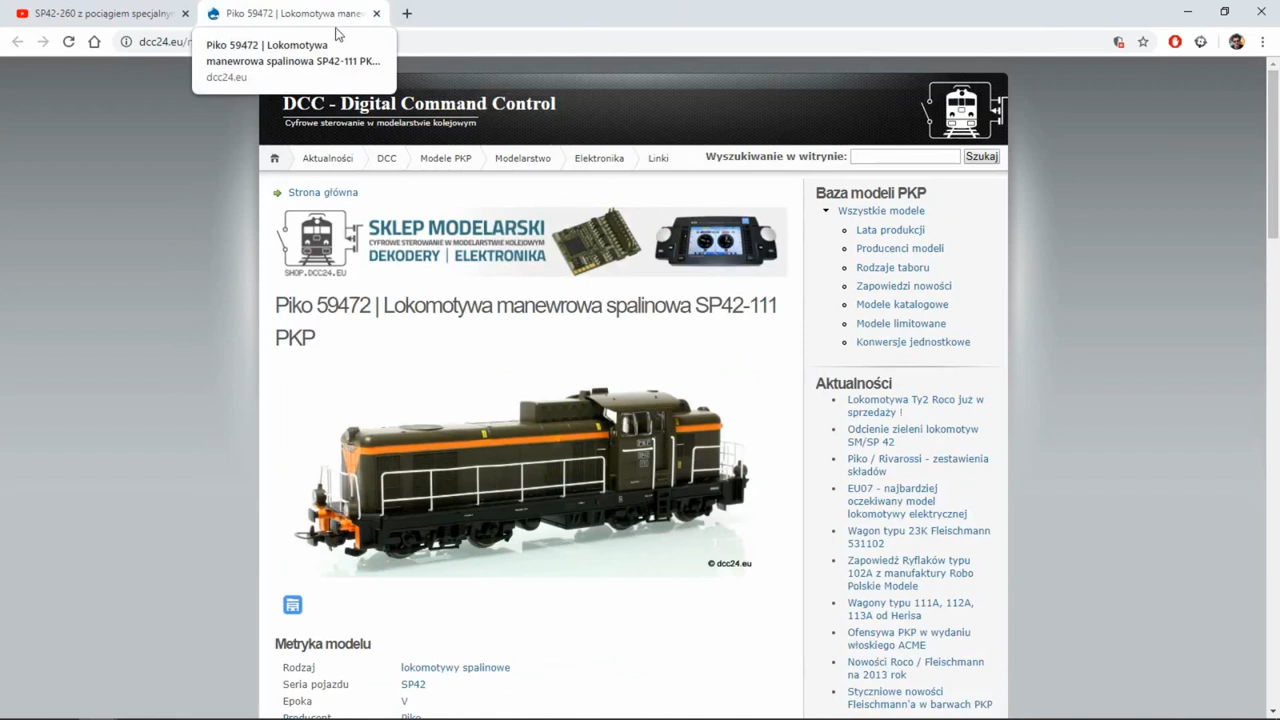 SP42-260 z pociągiem specjalnym
Piko 59472 | Lokomotywa mane
dcc24.eu/
Piko 59472 | Lokomotywa
manewrowa spalinowa SP42-111 PK...
dcc24.eu
DCC - Digital Command Control
Cyfrowe sterowanie w modelarstwie kolejowym
Aktualności
DCC
Modele PKP
Modelarstwo
Elektronika
Linki
Wyszukiwanie w witrynie:
Szukaj
Strona główna
SKLEP MODELARSKI
CYFROWE STEROWANIE W MODELARSTWIE KOLEJOWYM
DEKODERY | ELEKTRONIKA
SHOP.DCC24.EU
Piko 59472 | Lokomotywa manewrowa spalinowa SP42-111
PKP
© dcc24.eu
Metryka modelu
Rodzaj lokomotywy spalinowe
Seria pojazdu SP42
Epoka V
Producent Piko
Baza modeli PKP
Wszystkie modele
Lata produkcji
Producenci modeli
Rodzaje taboru
Zapowiedzi nowości
Modele katalogowe
Modele limitowane
Konwersje jednostkowe
Aktualności
Lokomotywa Ty2 Roco już w
sprzedaży !
Odcienie zieleni lokomotyw
SM/SP 42
Piko / Rivarossi - zestawienia
składów
EU07 - najbardziej
oczekiwany model
lokomotywy elektrycznej
Wagon typu 23K Fleischmann
531102
Zapowiedź Ryflaków typu
102A z manufaktury Robo
Polskie Modele
Wagony typu 111A, 112A,
113A od Herisa
Ofensywa PKP w wydaniu
włoskiego ACME
Nowości Roco / Fleischmann
na 2013 rok
Styczniowe nowości
Fleischmann'a w barwach PKP